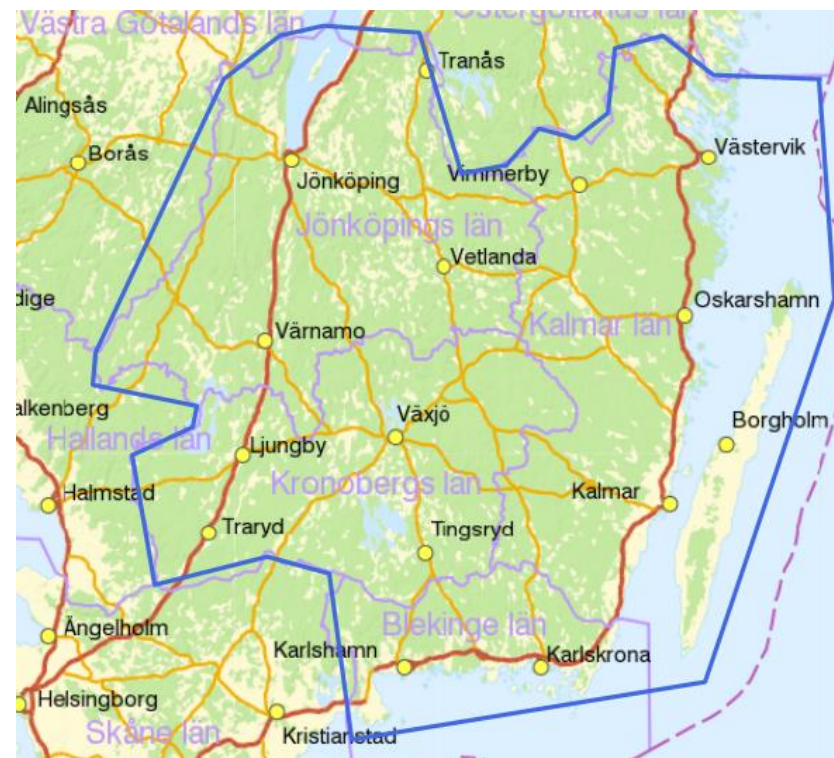 Västra Götalands län
Östergötlands län
Tranås
Alingsås
Borås
Västervik
Jönköping
Vimmerby
Jönköpings län
Vetlanda
dige
Oskarshamn
Värnamo
Kalmar län
alkenberg
Växjö
Borgholm
Hallands län
Ljungby
Kronobergs län
Kalmar
Halmstad
Traryd
Tingsryd
Ängelholm
Blekinge län
Karlshamn
Karlskrona
Helsingborg
Skåne län
Kristianstad